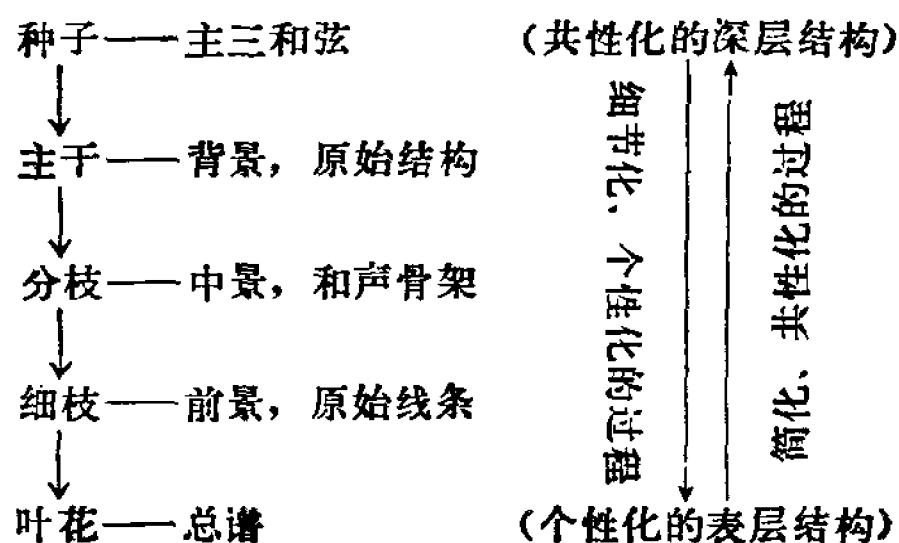 种子——主三和弦 （共性化的深层结构）
主干——背景，原始结构
分枝——中景，和声骨架
细枝——前景，原始线条
叶花——总谱 （个性化的表层结构）
细节化、个性化的过程
简化、共性化的过程